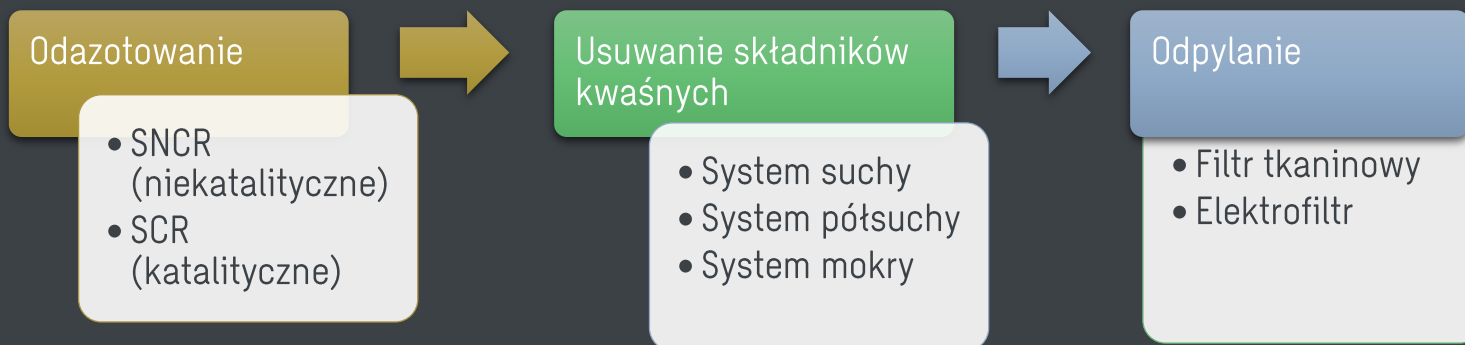 Odazotowanie
• SNCR
(niekatalityczne)
• SCR
(katalityczne)
Usuwanie składników
kwaśnych
• System suchy
• System półsuchy
• System mokry
Odpylanie
• Filtr tkaninowy
• Elektrofiltr